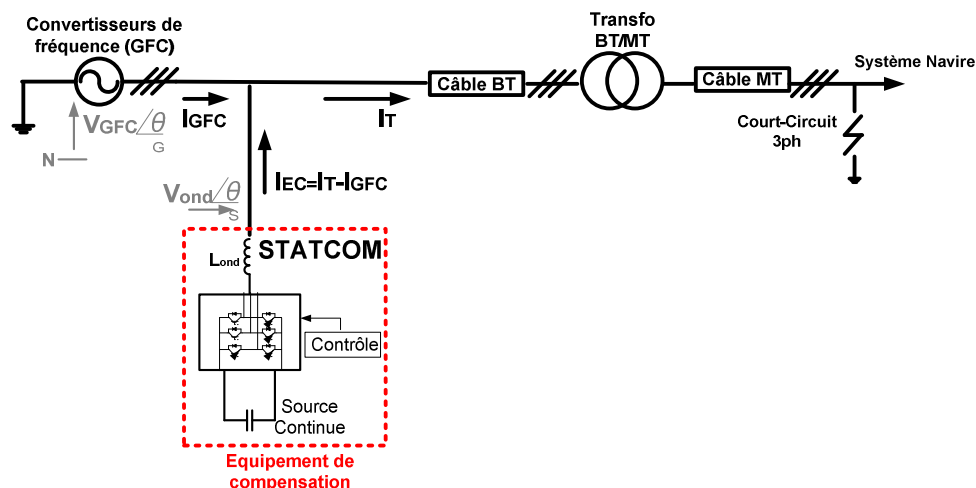 Convertisseurs de
fréquence (GFC)
Transfo
BT/MT
Câble BT
Câble MT
Système Navire
IGFC
IT
Court-Circuit
3ph
VGFC/θ
G
N
IEC=IT-IGFC
Vond/θ
S
STATCOM
Lond
Contrôle
Source
Continue
Equipement de
compensation